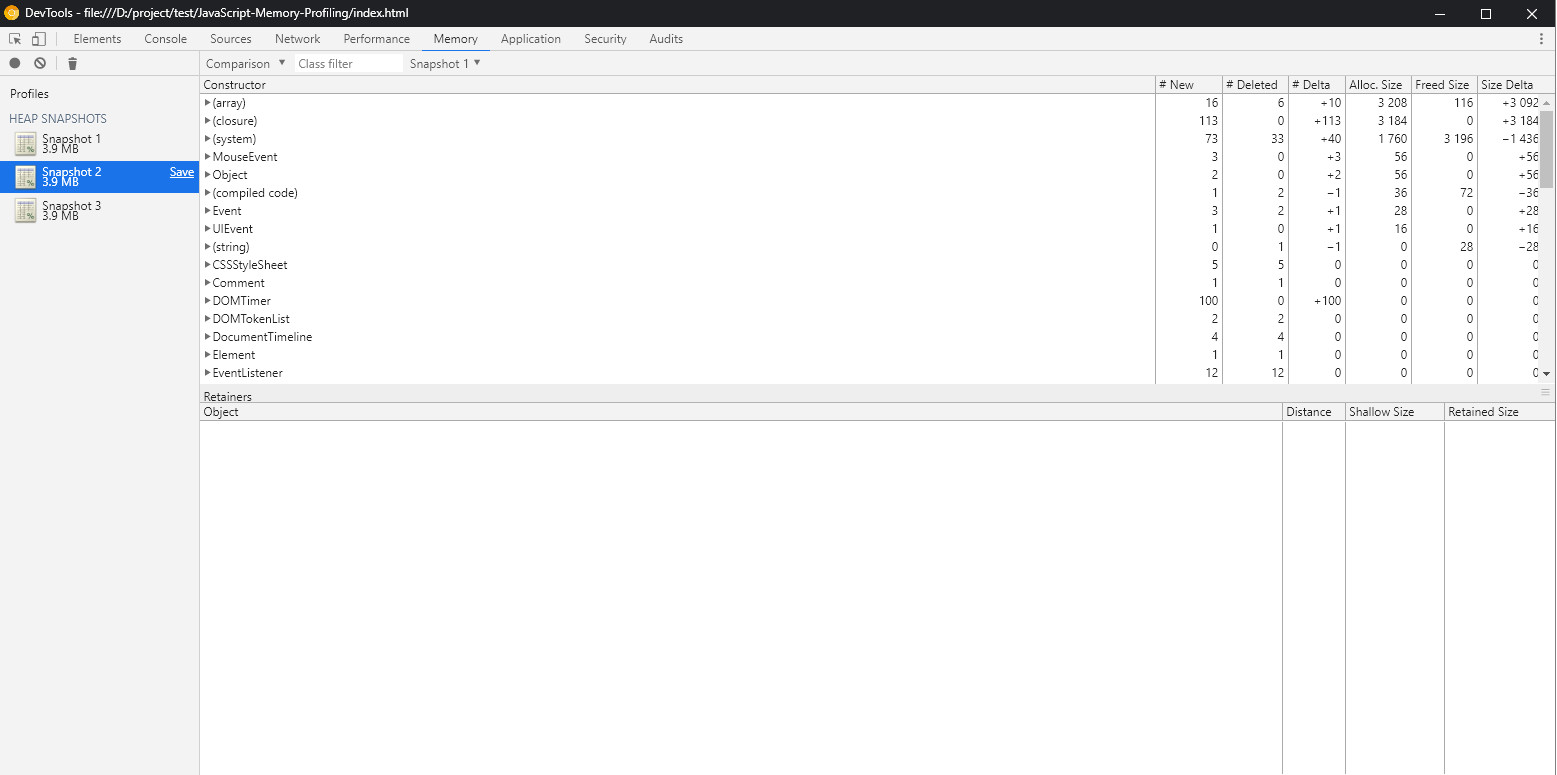 DevTools - file:///D:/project/test/JavaScript-Memory-Profiling/index.html
Elements Console Sources Network Performance Memory Application Security Audits
Comparison ▼ Class filter Snapshot 1 ▼
Profiles
HEAP SNAPSHOTS
Snapshot 1
3.9 MB
Snapshot 2 Save
3.9 MB
Snapshot 3
3.9 MB
Constructor # New # Deleted # Delta Alloc. Size Freed Size Size Delta
(array) 16 6 +10 3 208 116 +3 092
(closure) 113 0 +113 3 184 0 +3 184
(system) 73 33 +40 1 760 3 196 −1 436
MouseEvent 3 0 +3 56 0 +56
Object 2 0 +2 56 0 +56
(compiled code) 1 2 −1 36 72 −36
Event 3 2 +1 28 0 +28
UIEvent 1 0 +1 16 0 +16
(string) 0 1 −1 0 28 −28
CSSStyleSheet 5 5 0 0 0 0
Comment 1 1 0 0 0 0
DOMTimer 100 0 +100 0 0 0
DOMTokenList 2 2 0 0 0 0
DocumentTimeline 4 4 0 0 0 0
Element 1 1 0 0 0 0
EventListener 12 12 0 0 0 0
Retainers
Object Distance Shallow Size Retained Size